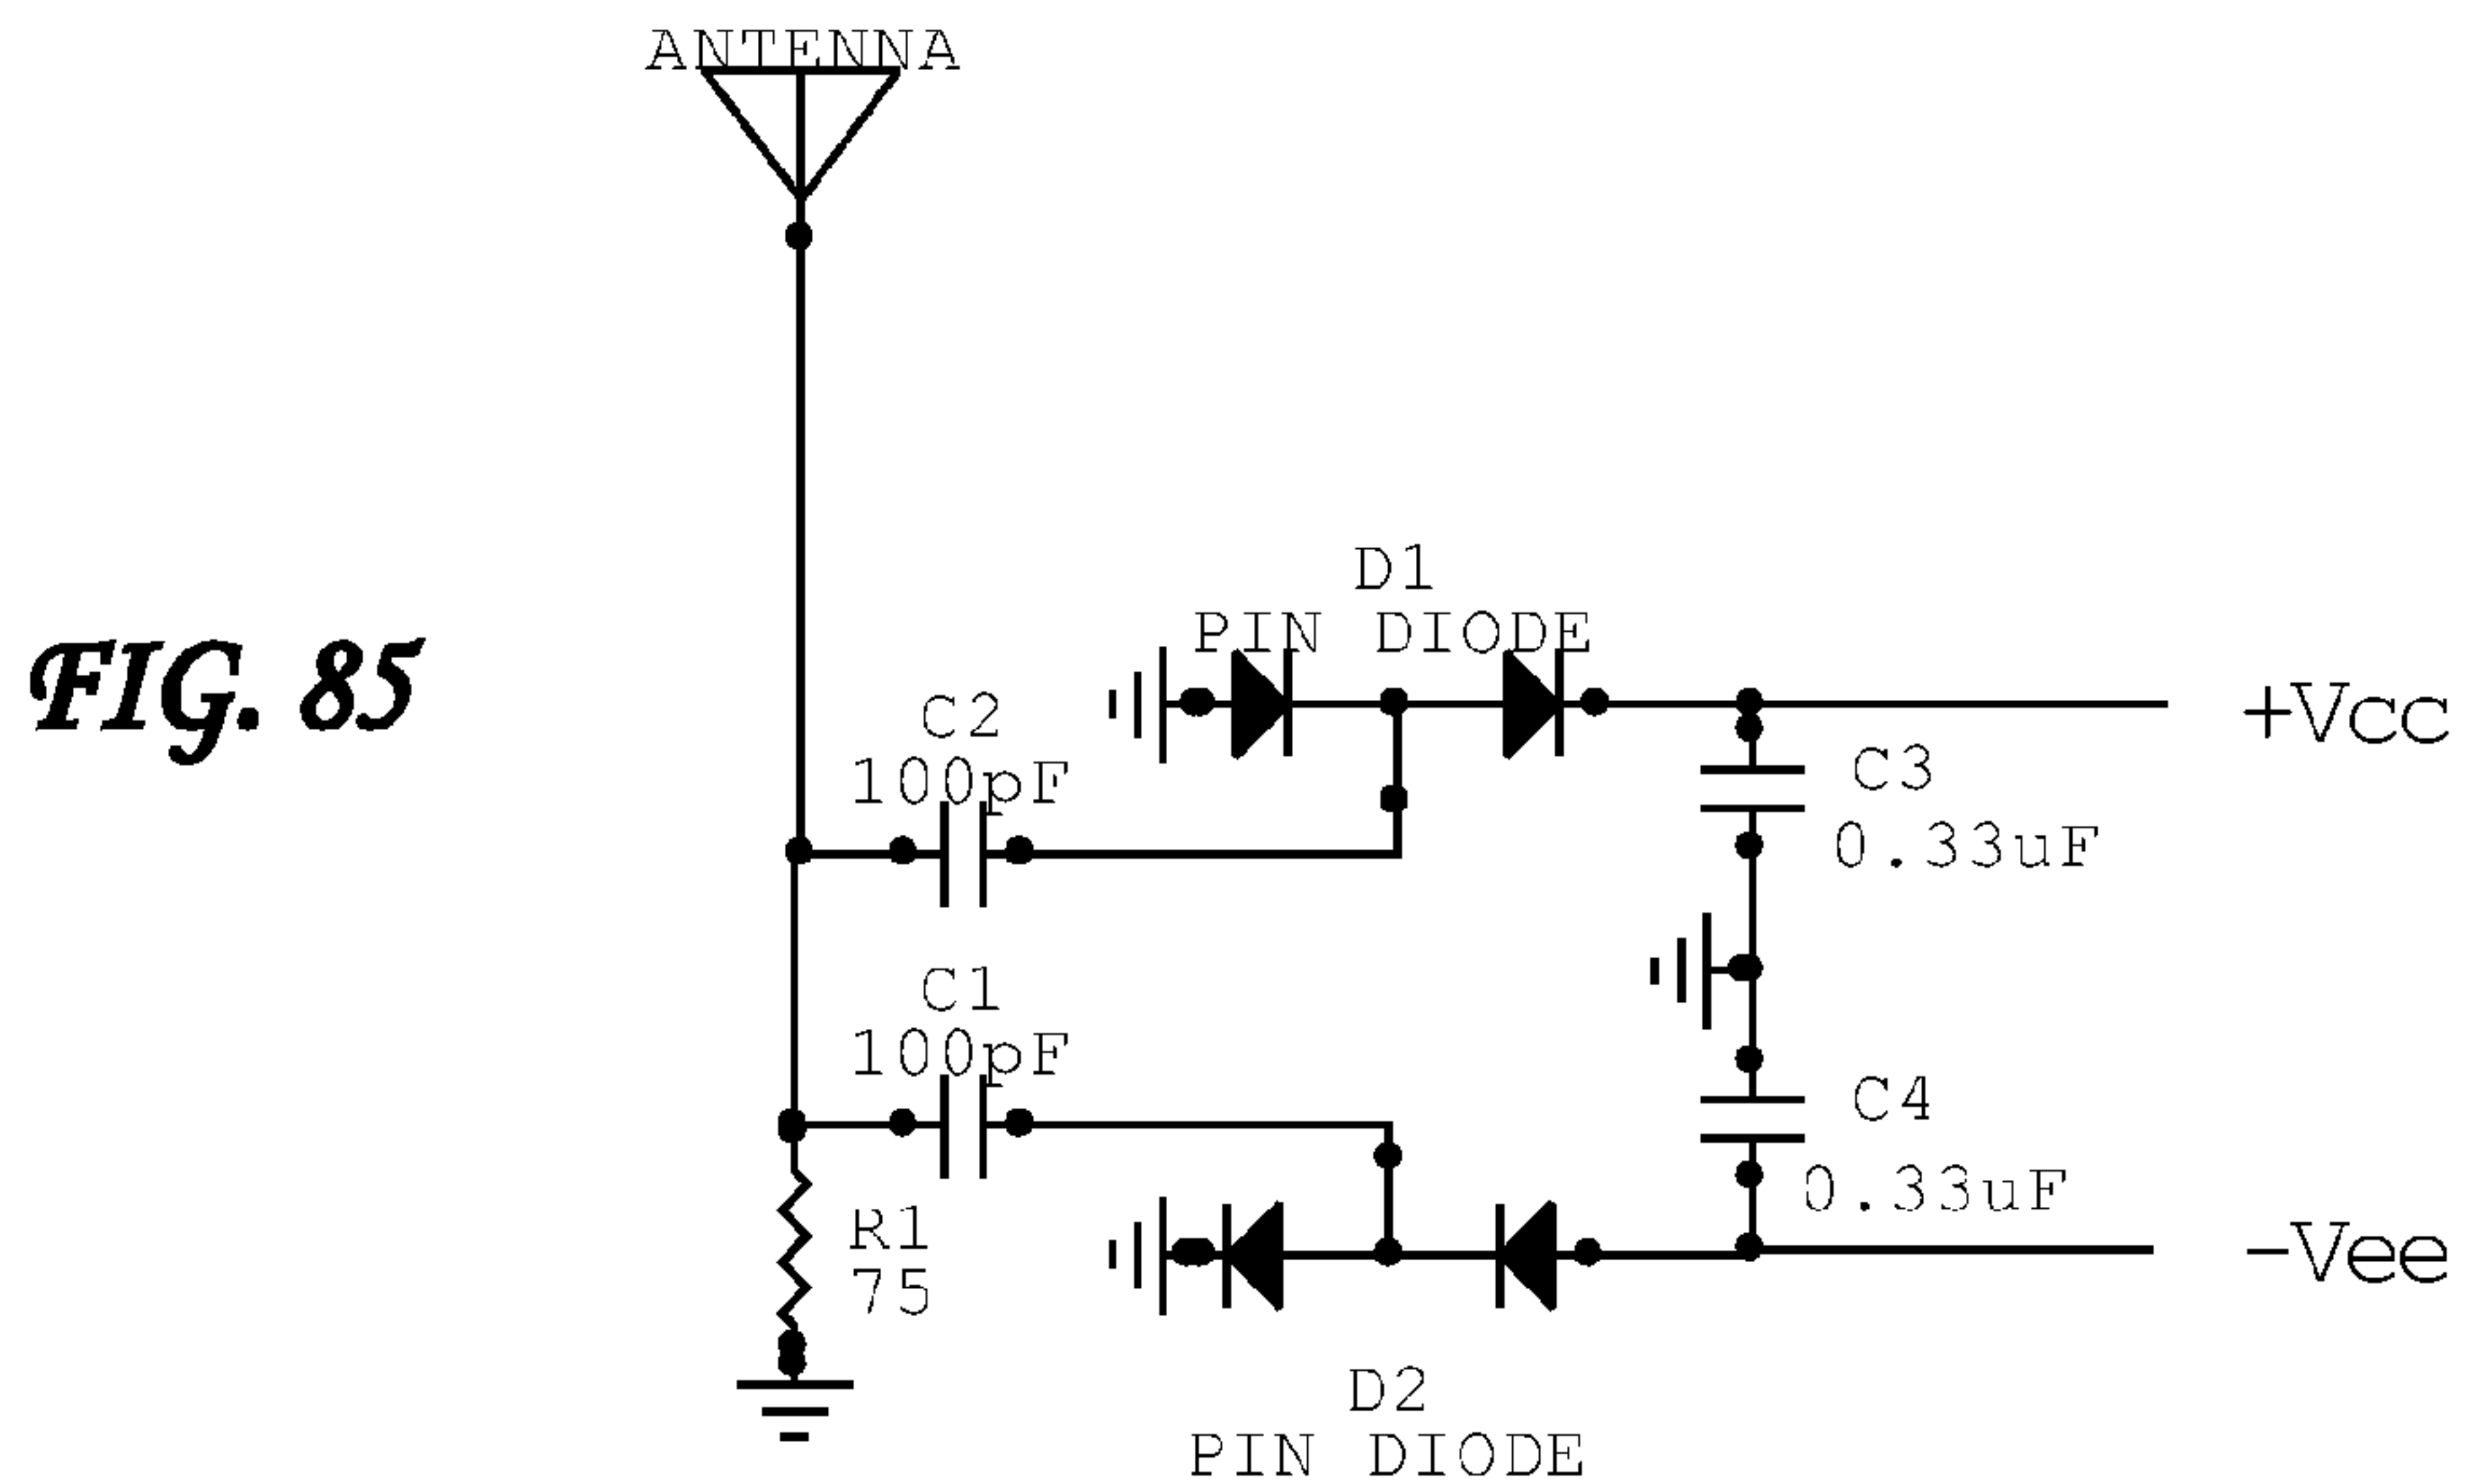 ANTENNA
D1
PIN DIODE
FIG. 85
C2
100pF
+Vcc
C3
0.33uF
C1
100pF
C4
0.33uF
R1
75
-Vee
D2
PIN DIODE